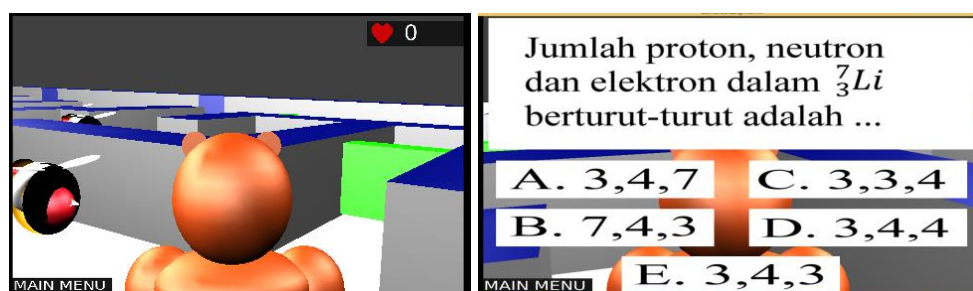 0
MAIN MENU
Jumlah proton, neutron
dan elektron dalam ⁷₃Li
berturut-turut adalah ...
A. 3,4,7
C. 3,3,4
B. 7,4,3
D. 3,4,4
E. 3,4,3
MAIN MENU